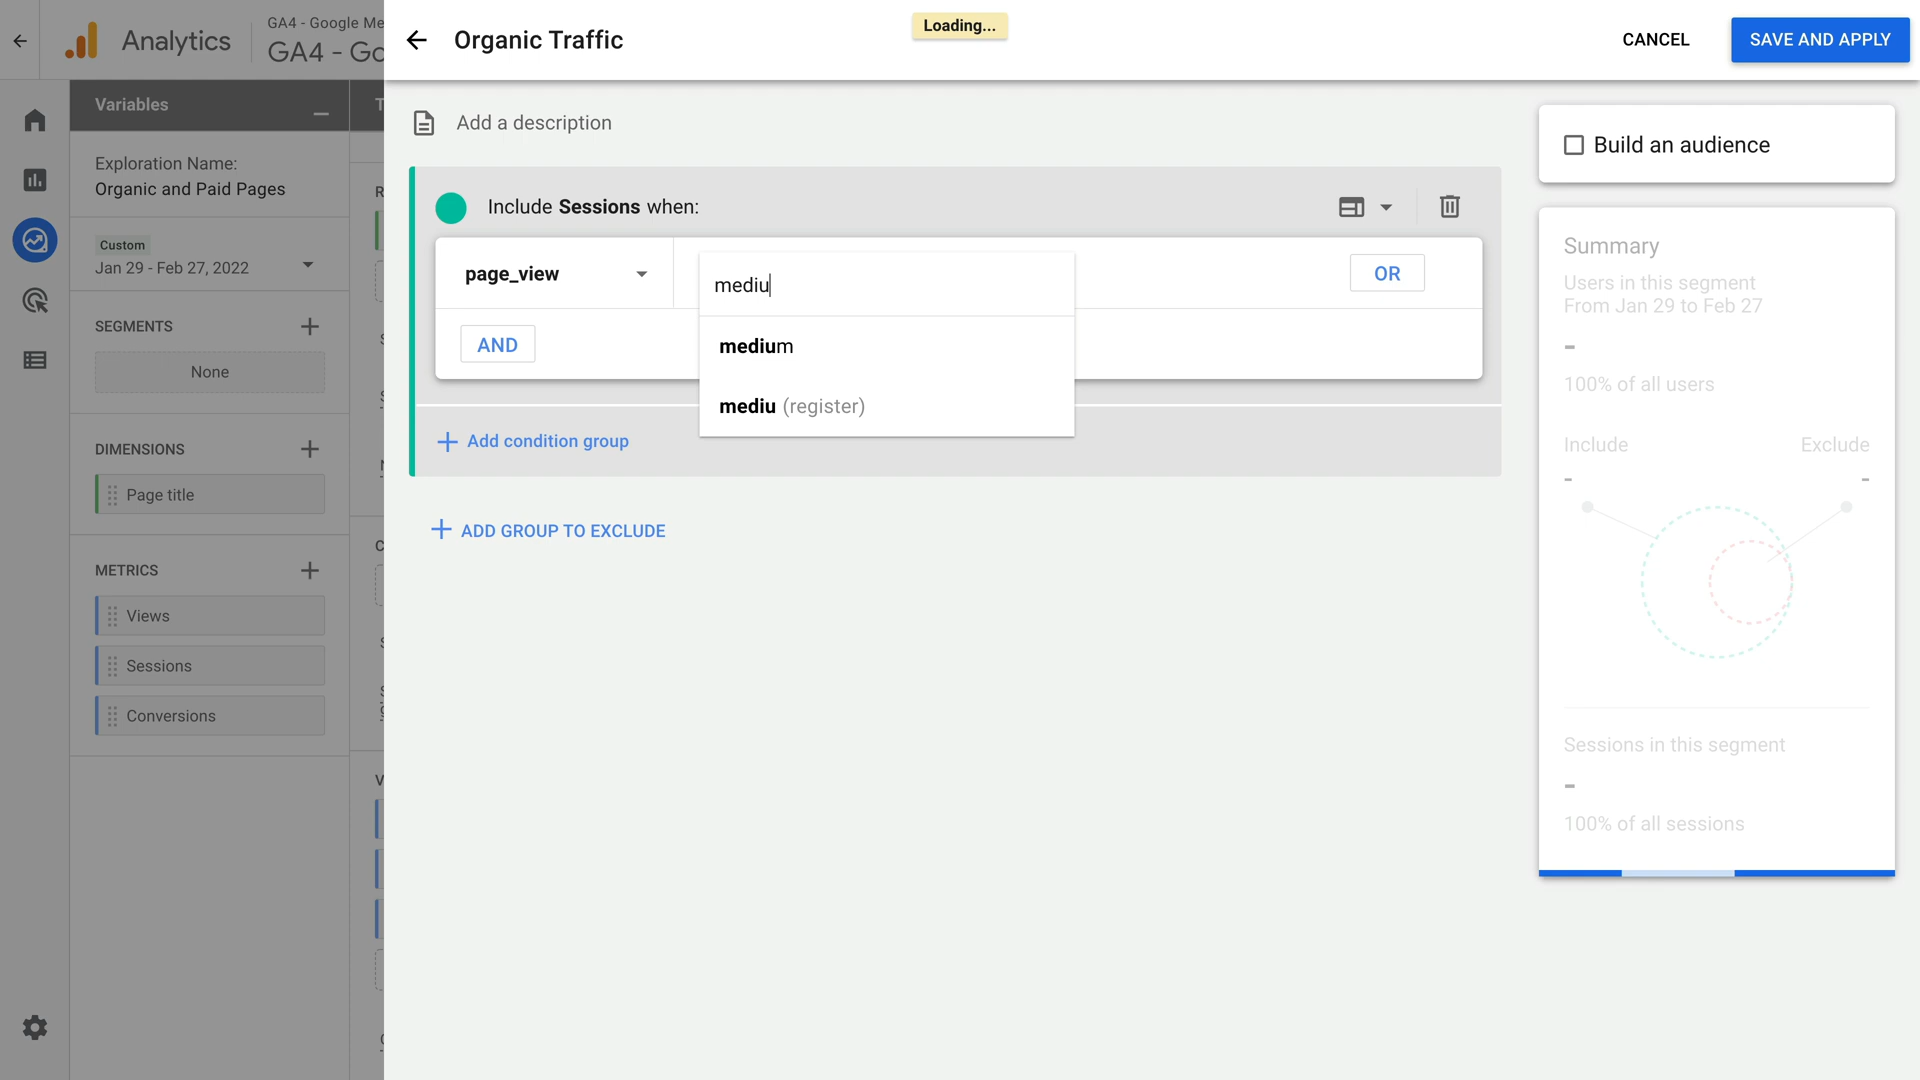 Analytics
GA4 - Google Me
GA4 - Go
Organic Traffic
Loading...
CANCEL
SAVE AND APPLY
Variables
T
Add a description
Build an audience
Exploration Name:
Organic and Paid Pages
R
Include Sessions when:
Custom
Jan 29 - Feb 27, 2022
page_view
mediu
OR
AND
medium
mediu (register)
Add condition group
ADD GROUP TO EXCLUDE
SEGMENTS
None
DIMENSIONS
Page title
METRICS
Views
Sessions
Conversions
C
V
Summary
Users in this segment
From Jan 29 to Feb 27
-
100% of all users
Include
Exclude
-
-
Sessions in this segment
-
100% of all sessions